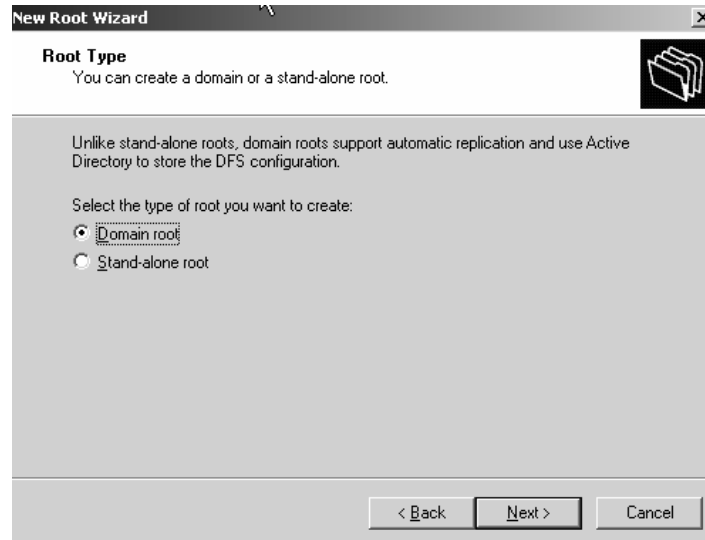 New Root Wizard
Root Type
You can create a domain or a stand-alone root.
Unlike stand-alone roots, domain roots support automatic replication and use Active
Directory to store the DFS configuration.
Select the type of root you want to create:
Domain root
Stand-alone root
< Back Next > Cancel